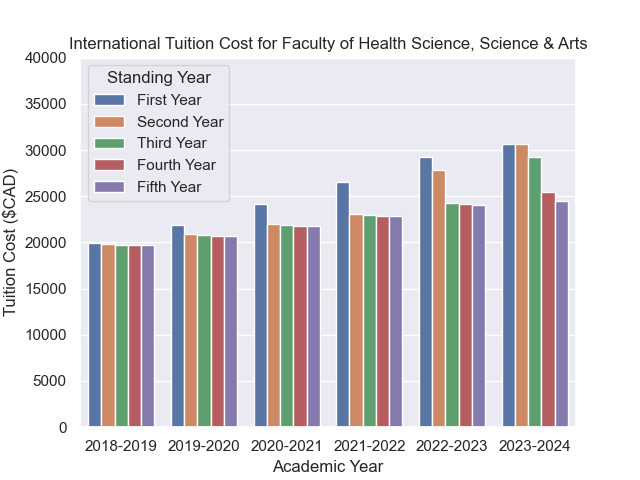 International Tuition Cost for Faculty of Health Science, Science & Arts
Tuition Cost ($CAD)
40000
35000
30000
25000
20000
15000
10000
5000
0
Standing Year
First Year
Second Year
Third Year
Fourth Year
Fifth Year
2018-2019 2019-2020 2020-2021 2021-2022 2022-2023 2023-2024
Academic Year